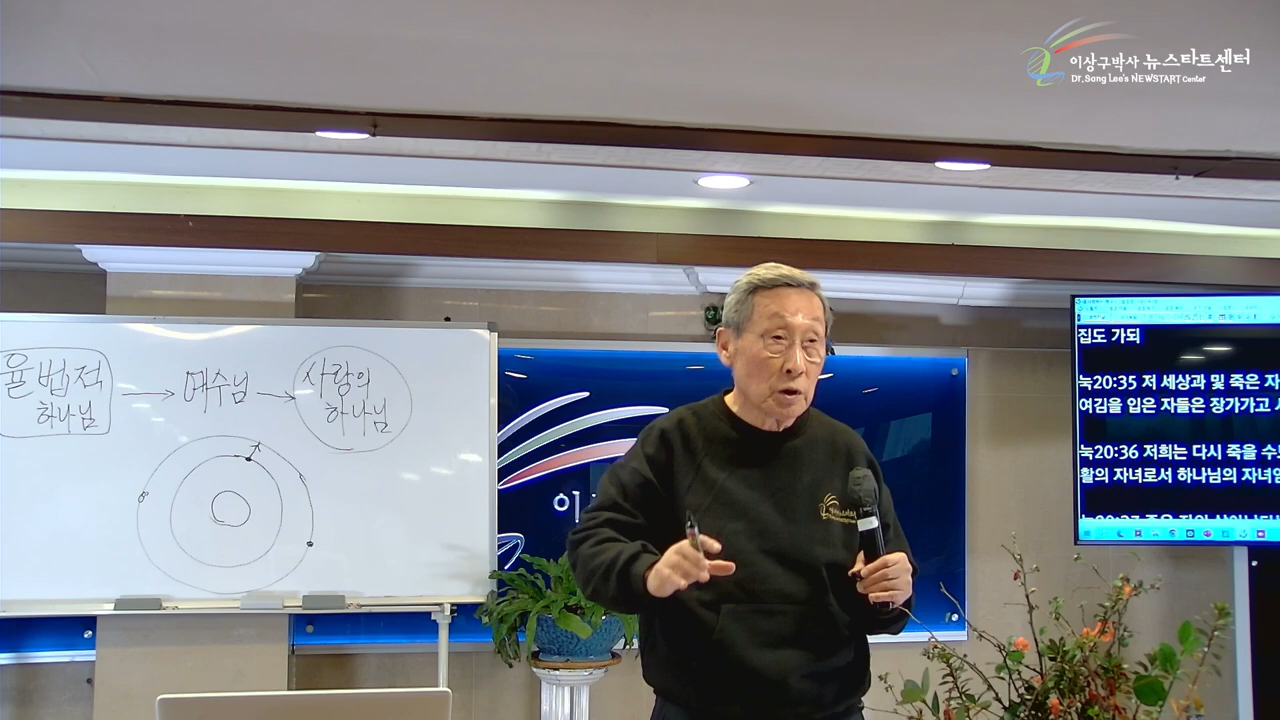 이상구박사 뉴스타트센터
Dr. Sang Lee's NEWSTART Center
율법적
하나님
예수님
사랑의
하나님
집도 가되
눅20:35 저 세상과 및 죽은 자
여김을 입은 자들은 장가가고
눅20:36 저희는 다시 죽을 수
활의 자녀로서 하나님의 자녀